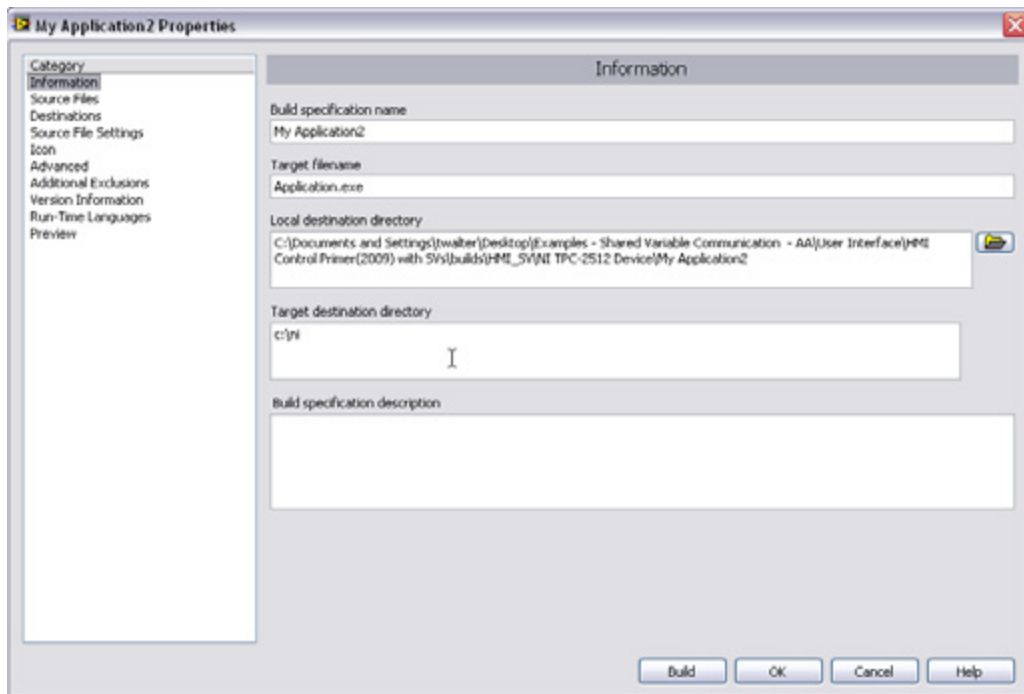 My Application2 Properties
Category
Information
Source Files
Destinations
Source File Settings
Icon
Advanced
Additional Exclusions
Version Information
Run-Time Languages
Preview
Information
Build specification name
My Application2
Target filename
Application.exe
Local destination directory
C:\Documents and Settings\twalter\Desktop\Examples - Shared Variable Communication - AA\User Interface\HMI
Control Primer(2009) with SVs\builds\HMI_SV\NI TPC-2512 Device\My Application2
Target destination directory
c:\ni
Build specification description
Build
OK
Cancel
Help